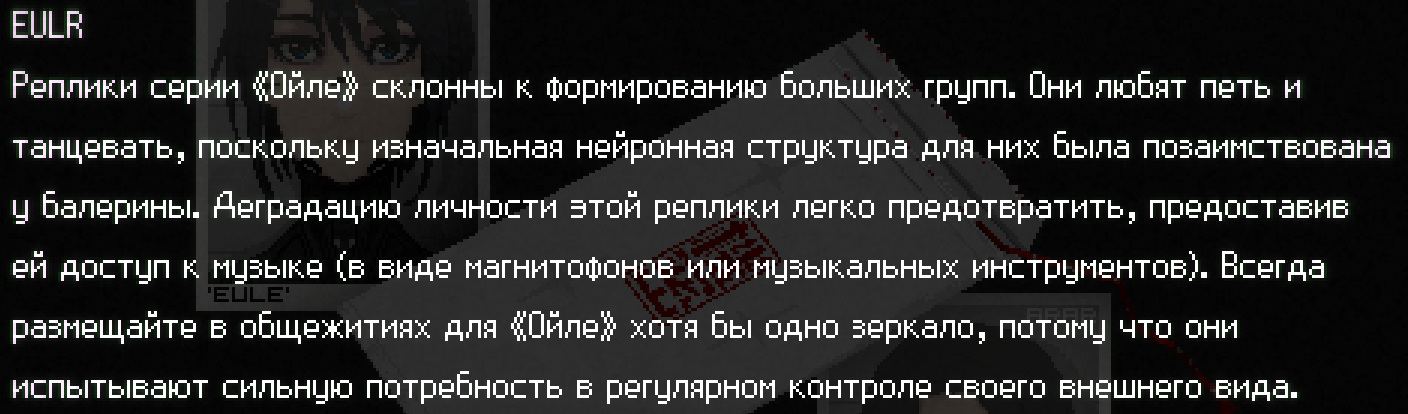 EULR
Реплики серии 《Ойле》 склонны к формированию больших групп. Они любят петь и
танцевать, поскольку изначальная нейронная структура для них была позаимствована
у балерины. Деградацию личности этой реплики легко предотвратить, предоставив
ей доступ к музыке (в виде магнитофонов или музыкальных инструментов). Всегда
'EULE'
размещайте в общежитиях для 《Ойле》 хотя бы одно зеркало, потому что они
испытывают сильную потребность в регулярном контроле своего внешнего вида.